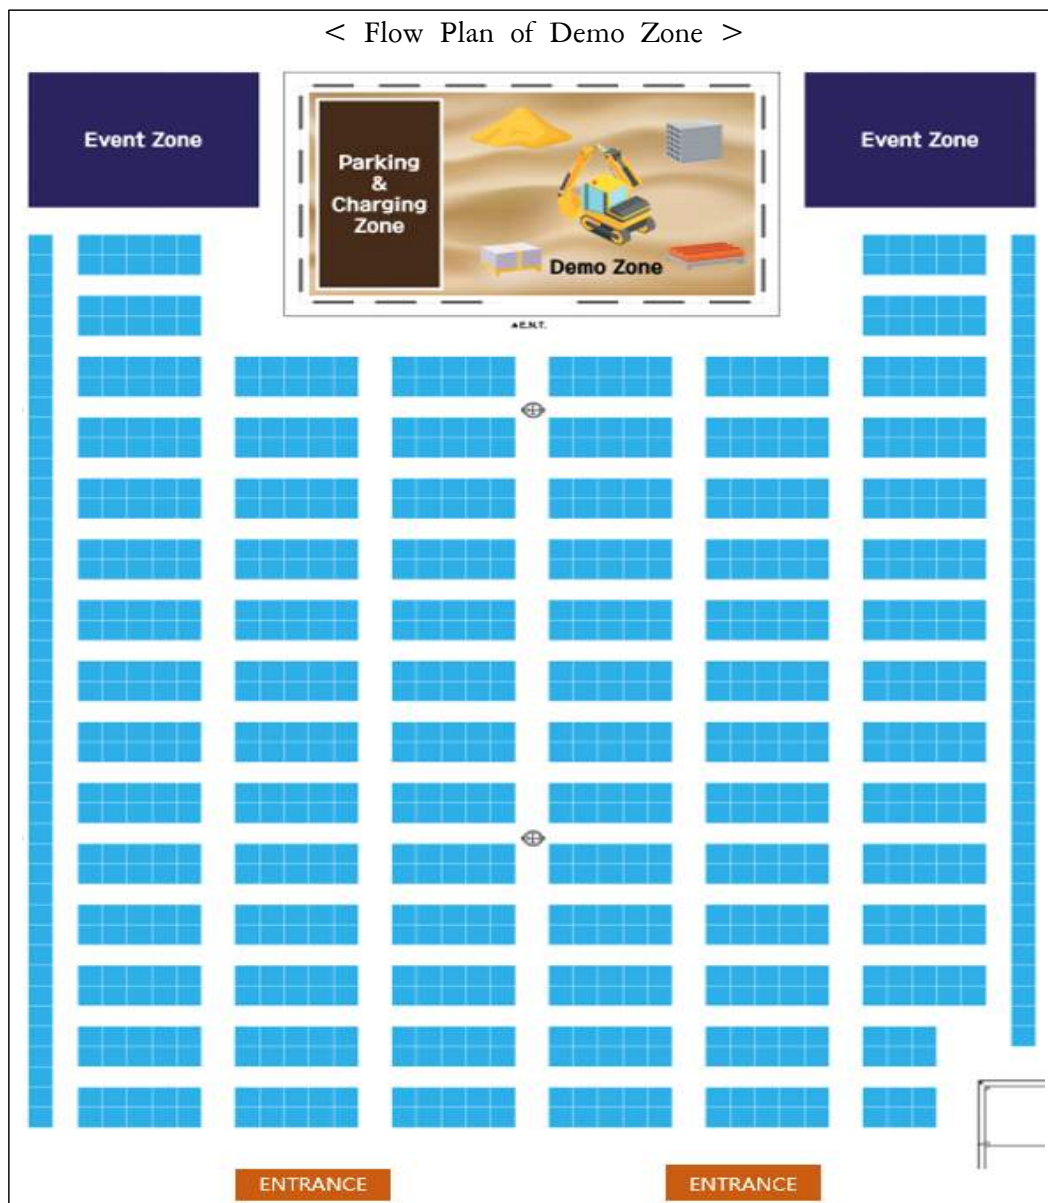 < Flow Plan of Demo Zone >
Event Zone
Parking
&
Charging
Zone
Demo Zone
Event Zone
▲E.N.T.
ENTRANCE
ENTRANCE